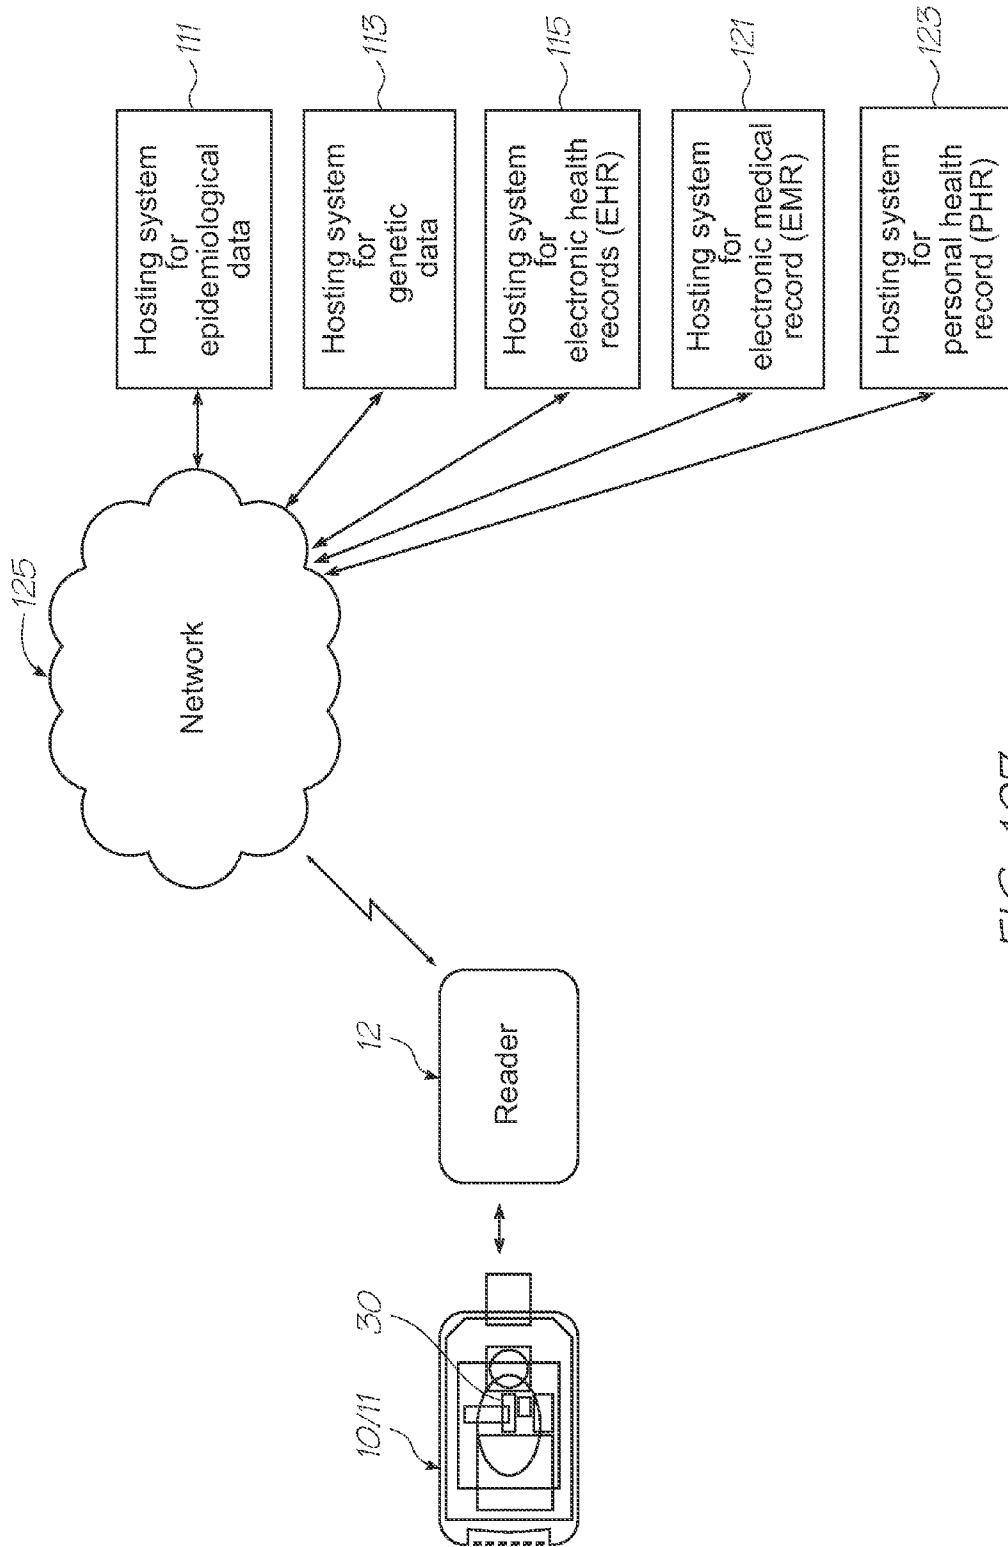 125
Network
Hosting system
for
epidemiological
data
111
Hosting system
for
genetic
data
113
Hosting system
for
electronic health
records (EHR)
115
Hosting system
for
electronic medical
record (EMR)
121
Hosting system
for
personal health
record (PHR)
123
12
Reader
10/11
30
FIG.